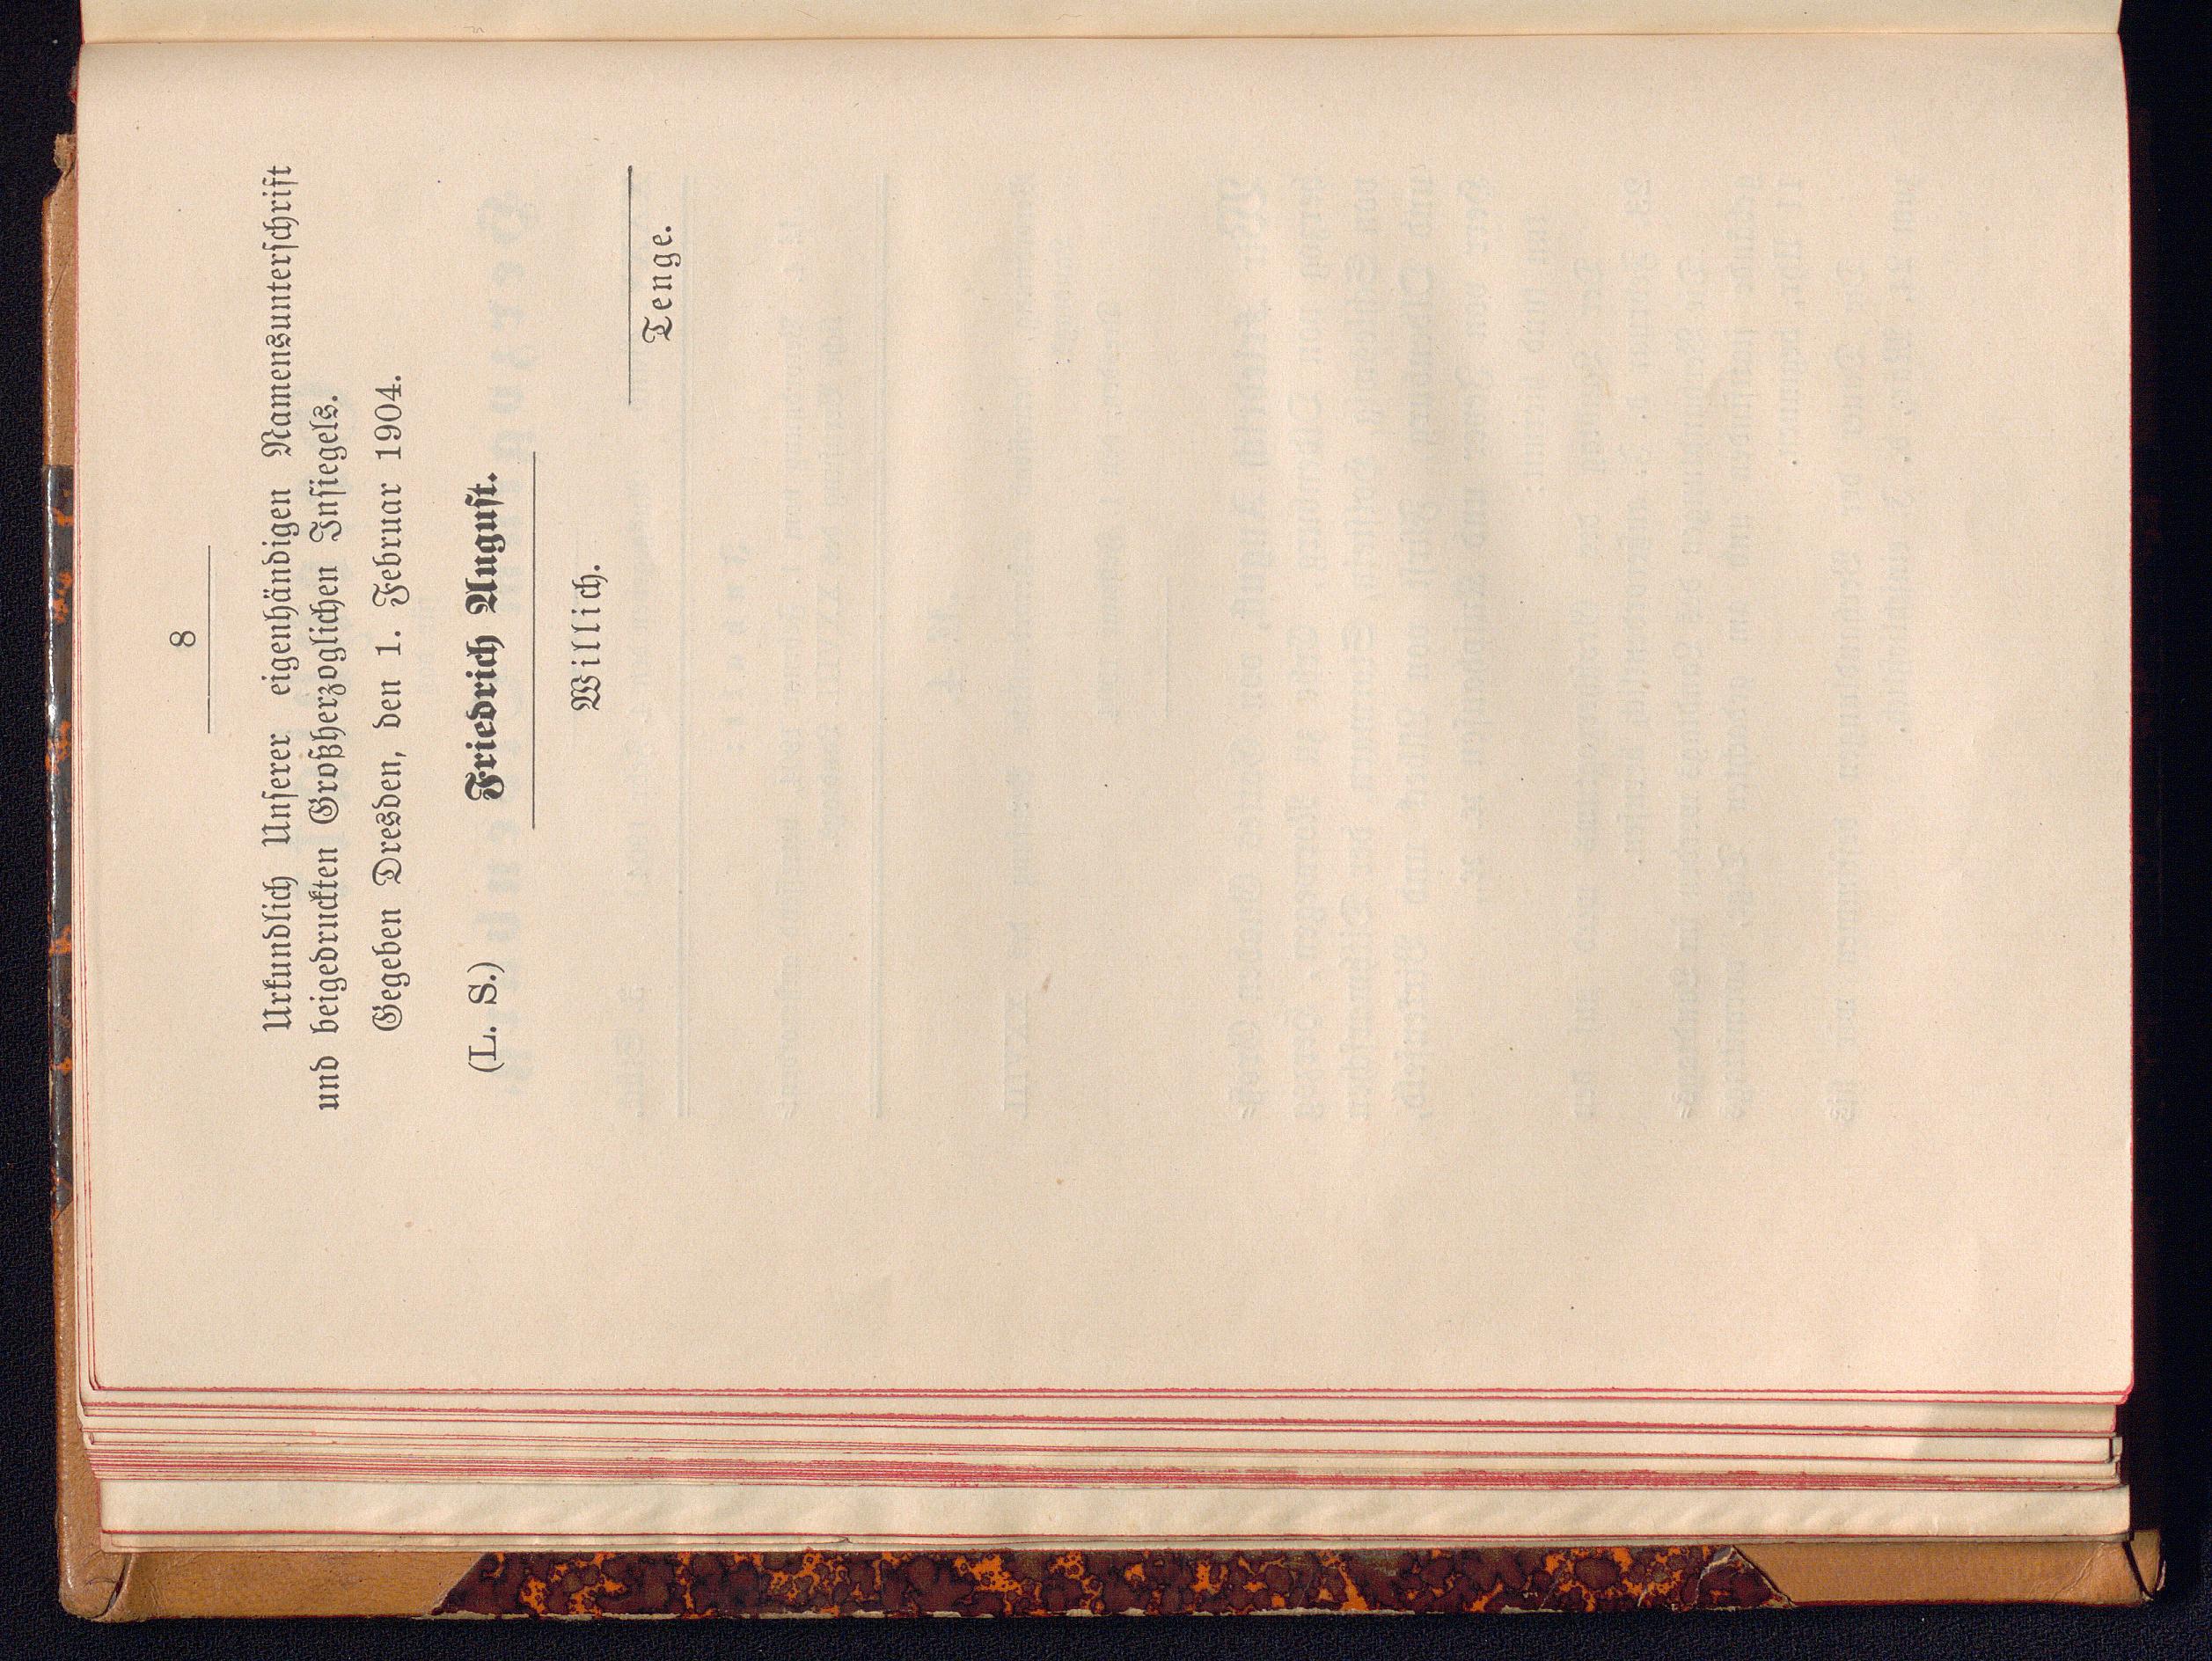 8
Urkundlich Unserer eigenhändigen Namensunterschrift
und beigedruckten Großherzoglichen Insiegels.
Gegeben Dresden, den 1. Februar 1904.
(L. S.) Friedrich August.
Willich.
Tenge.